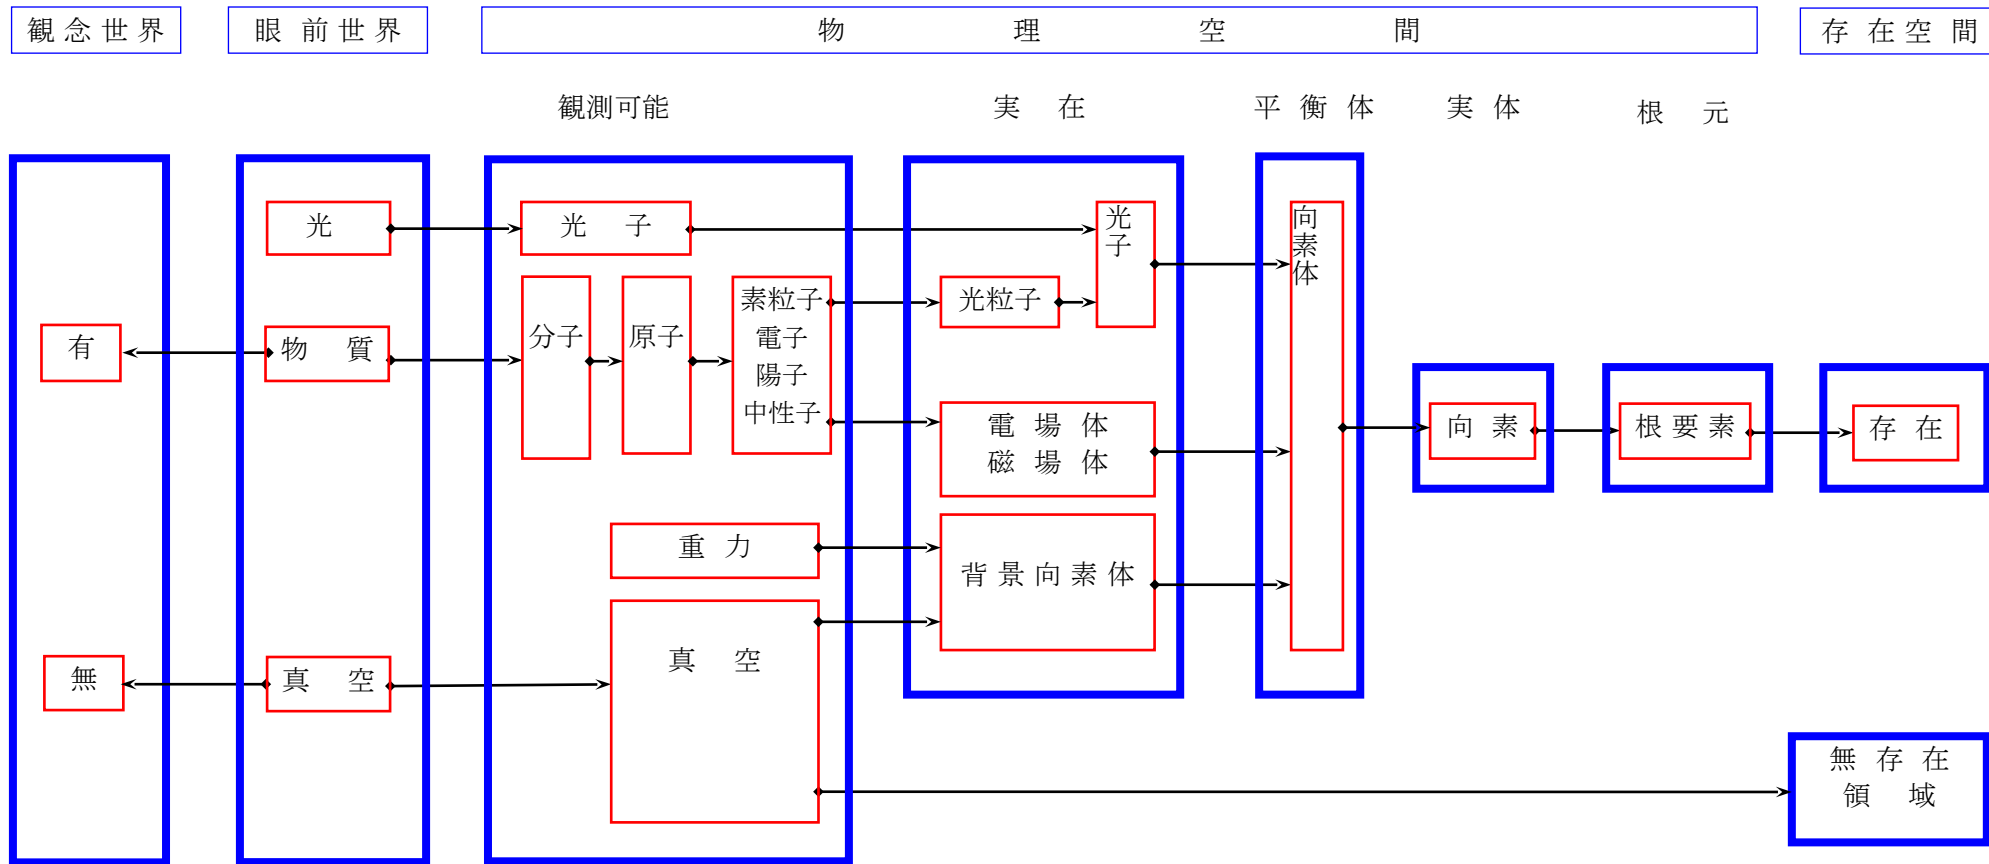 観念世界
眼前世界
物理空間
存在空間
観測可能
実在
平衡体
実体
根元
光
光子
光子
向素体
素粒子
光粒子
分子
原子
電子
陽子
中性子
有
物質
電場体
磁場体
向素
根要素
存在
重力
背景向素体
真空
無
真空
無存在
領域